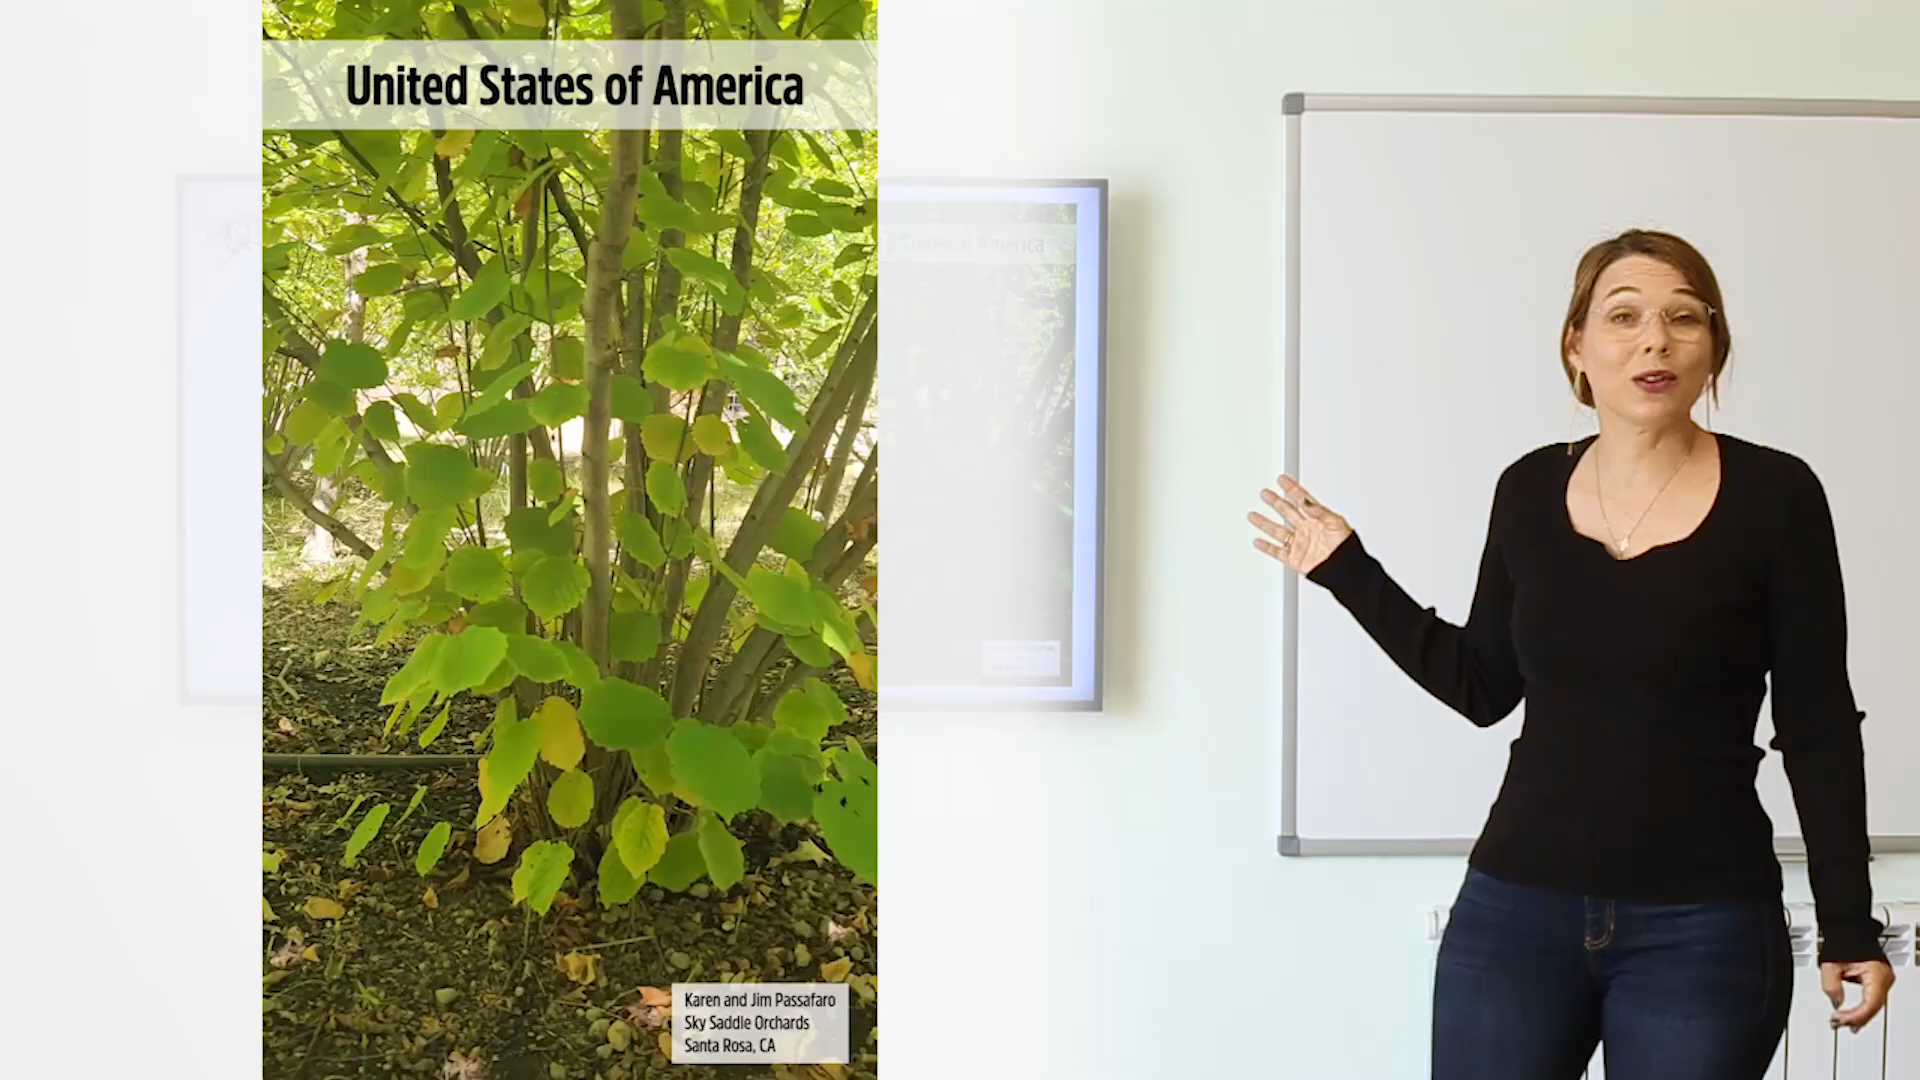 United States of America
Karen and Jim Passafaro
Sky Saddle Orchards
Santa Rosa, CA